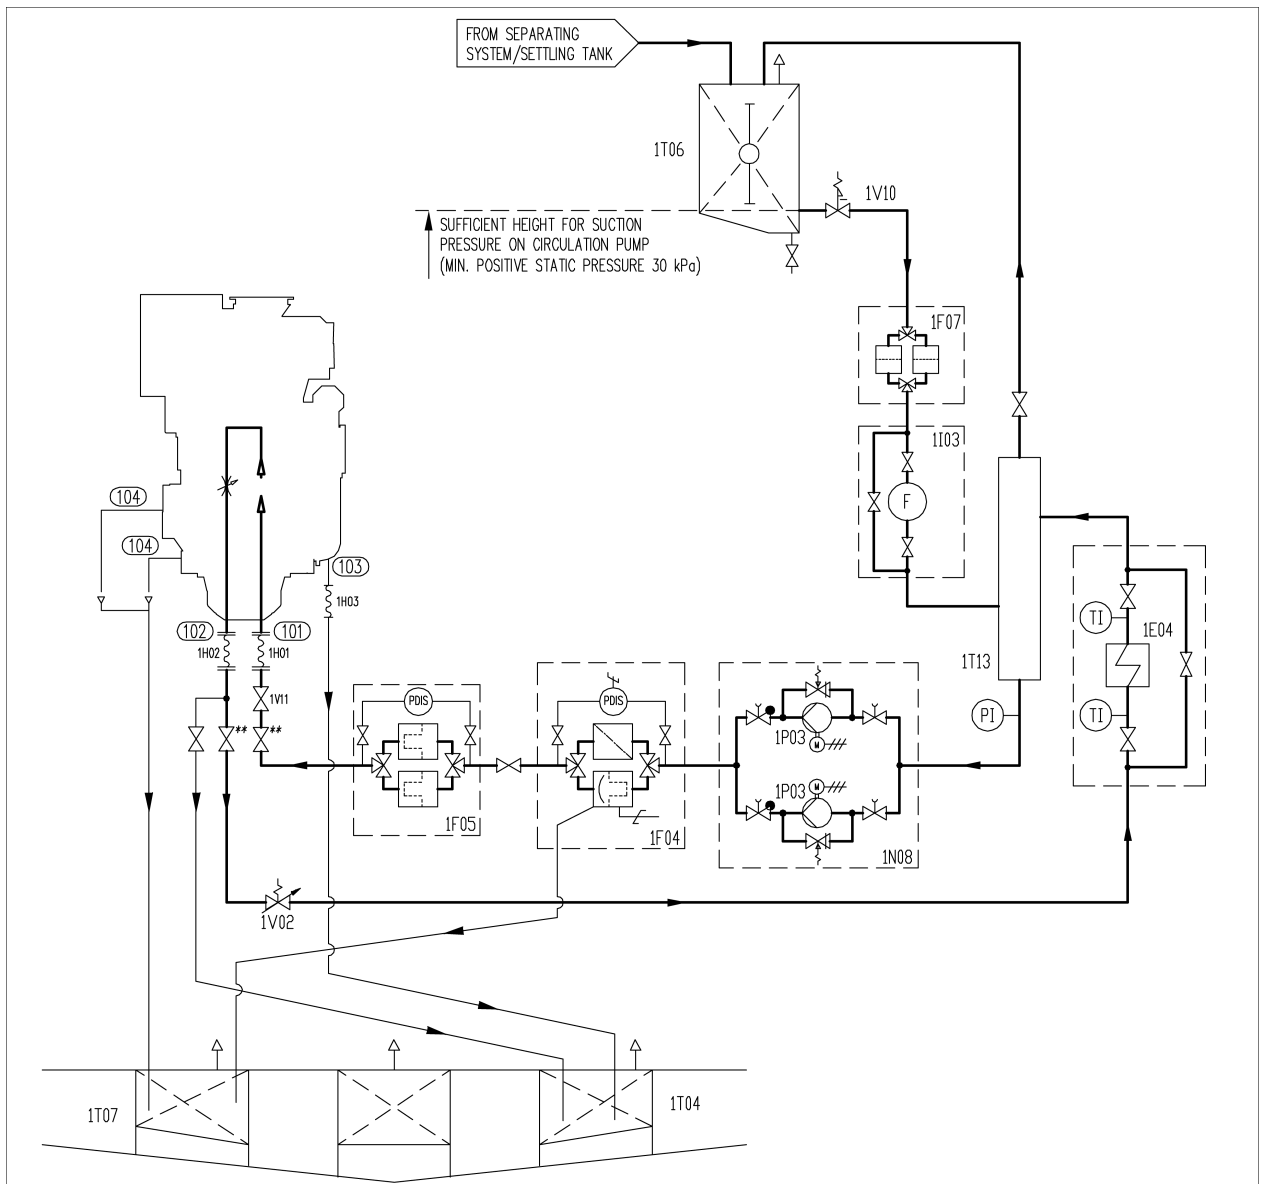 FROM SEPARATING
SYSTEM/SETTLING TANK
1T06
1V10
SUFFICIENT HEIGHT FOR SUCTION
PRESSURE ON CIRCULATION PUMP
(MIN. POSITIVE STATIC PRESSURE 30 kPa)
1F07
1I03
F
104
104
103
1H03
102
101
1H02
1H01
TI
1E04
1T13
1V11
**
**
PDIS
PDIS
1P03
M
PI
TI
1P03
M
1F05
1F04
1N08
1V02
1T07
1T04